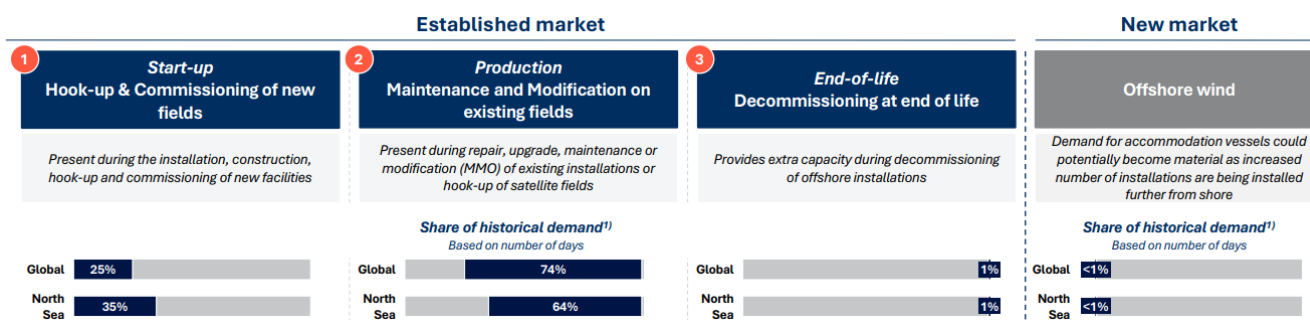 Established market
New market
1
Start-up
Hook-up & Commissioning of new
fields
2
Production
Maintenance and Modification on
existing fields
3
End-of-life
Decommissioning at end of life
Offshore wind
Present during the installation, construction,
hook-up and commissioning of new facilities
Present during repair, upgrade, maintenance or
modification (MMO) of existing installations or
hook-up of satellite fields
Provides extra capacity during decommissioning
of offshore installations
Demand for accommodation vessels could
potentially become material as increased
number of installations are being installed
further from shore
Share of historical demand¹⁾
Based on number of days
Share of historical demand¹⁾
Based on number of days
Global 25%
Global 74%
Global 1%
Global <1%
North
Sea 35%
North
Sea 64%
North
Sea 1%
North
Sea <1%